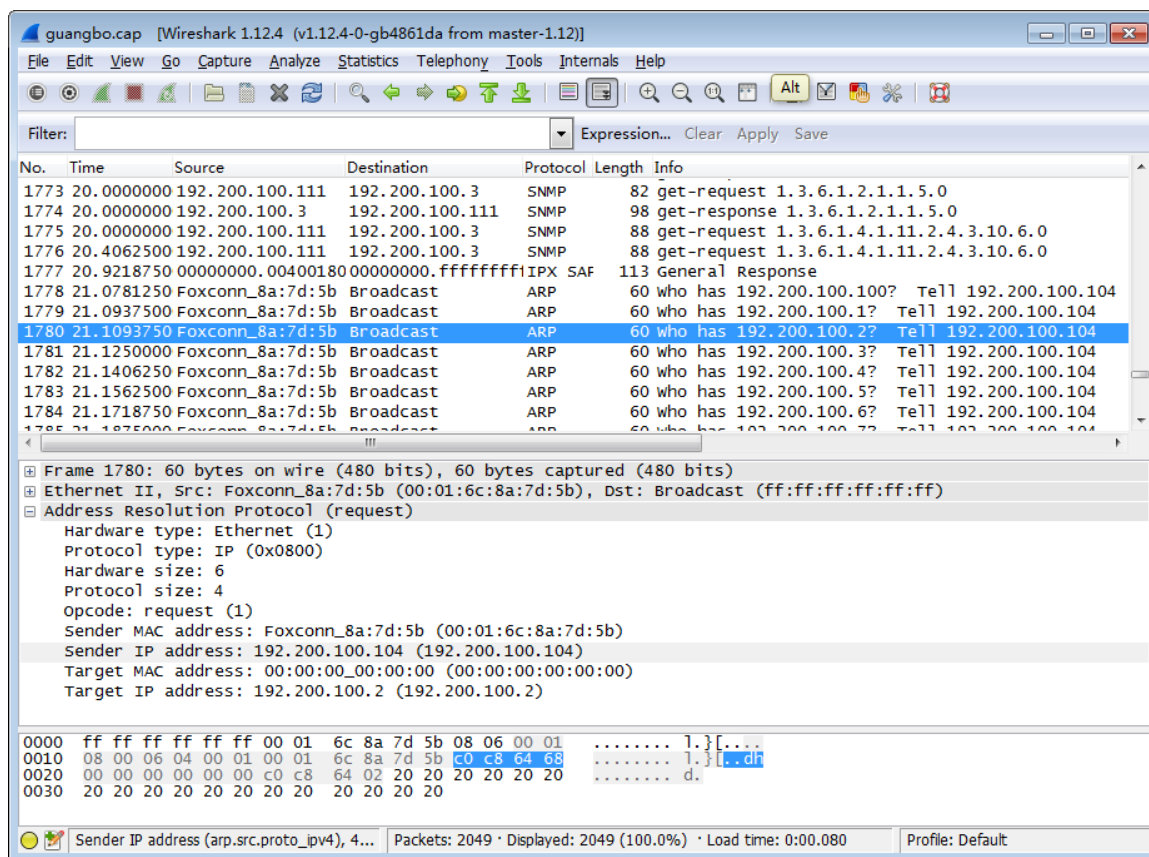 guangbo.cap [Wireshark 1.12.4 (v1.12.4-0-gb4861da from master-1.12)]
File Edit View Go Capture Analyze Statistics Telephony Tools Internals Help
Alt
Filter: Expression... Clear Apply Save
No. Time Source Destination Protocol Length Info
1773 20.0000000 192.200.100.111 192.200.100.3 SNMP 82 get-request 1.3.6.1.2.1.1.5.0
1774 20.0000000 192.200.100.3 192.200.100.111 SNMP 98 get-response 1.3.6.1.2.1.1.5.0
1775 20.0000000 192.200.100.111 192.200.100.3 SNMP 88 get-request 1.3.6.1.4.1.11.2.4.3.10.6.0
1776 20.4062500 192.200.100.111 192.200.100.3 SNMP 88 get-request 1.3.6.1.4.1.11.2.4.3.10.6.0
1777 20.9218750 00000000.00400180 00000000.fffffffff IPX SAP 113 General Response
1778 21.0781250 Foxconn_8a:7d:5b Broadcast ARP 60 Who has 192.200.100.100? Tell 192.200.100.104
1779 21.0937500 Foxconn_8a:7d:5b Broadcast ARP 60 Who has 192.200.100.1? Tell 192.200.100.104
1780 21.1093750 Foxconn_8a:7d:5b Broadcast ARP 60 Who has 192.200.100.2? Tell 192.200.100.104
1781 21.1250000 Foxconn_8a:7d:5b Broadcast ARP 60 Who has 192.200.100.3? Tell 192.200.100.104
1782 21.1406250 Foxconn_8a:7d:5b Broadcast ARP 60 Who has 192.200.100.4? Tell 192.200.100.104
1783 21.1562500 Foxconn_8a:7d:5b Broadcast ARP 60 Who has 192.200.100.5? Tell 192.200.100.104
1784 21.1718750 Foxconn_8a:7d:5b Broadcast ARP 60 Who has 192.200.100.6? Tell 192.200.100.104
1785 21.1875000 Foxconn_8a:7d:5b Broadcast ARP 60 Who has 192.200.100.7? Tell 192.200.100.104
Frame 1780: 60 bytes on wire (480 bits), 60 bytes captured (480 bits)
Ethernet II, Src: Foxconn_8a:7d:5b (00:01:6c:8a:7d:5b), Dst: Broadcast (ff:ff:ff:ff:ff:ff)
Address Resolution Protocol (request)
Hardware type: Ethernet (1)
Protocol type: IP (0x0800)
Hardware size: 6
Protocol size: 4
Opcode: request (1)
Sender MAC address: Foxconn_8a:7d:5b (00:01:6c:8a:7d:5b)
Sender IP address: 192.200.100.104 (192.200.100.104)
Target MAC address: 00:00:00_00:00:00 (00:00:00:00:00:00)
Target IP address: 192.200.100.2 (192.200.100.2)
0000 ff ff ff ff ff ff 00 01 6c 8a 7d 5b 08 06 00 01 ........ l.}[....
0010 08 00 06 04 00 01 00 01 6c 8a 7d 5b c0 c8 64 68 ........ l.}[..dh
0020 00 00 00 00 00 00 c0 c8 64 02 20 20 20 20 20 20 ........ d.
0030 20 20 20 20 20 20 20 20 20 20 20 20
Sender IP address (arp.src.proto_ipv4), 4... Packets: 2049 · Displayed: 2049 (100.0%) · Load time: 0:00.080 Profile: Default